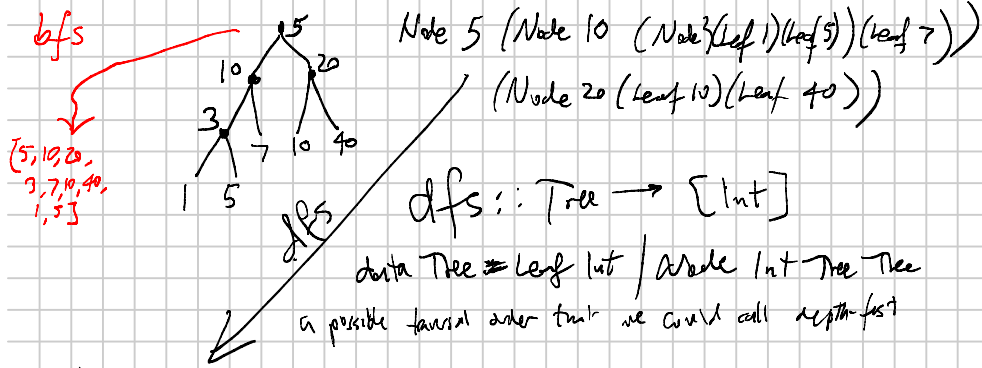 bfs
5
10 20
3 7 10 40
1 5
[5, 10, 20,
3, 7, 10, 40,
1, 5]
Node 5 (Node 10 (Node 3 (Leaf 1)(Leaf 5))(Leaf 7))
(Node 20 (Leaf 10)(Leaf 40))
dfs
dfs :: Tree → [Int]
data Tree = Leaf Int | Node Int Tree Tree
a possible traversal order that we could call depth-first